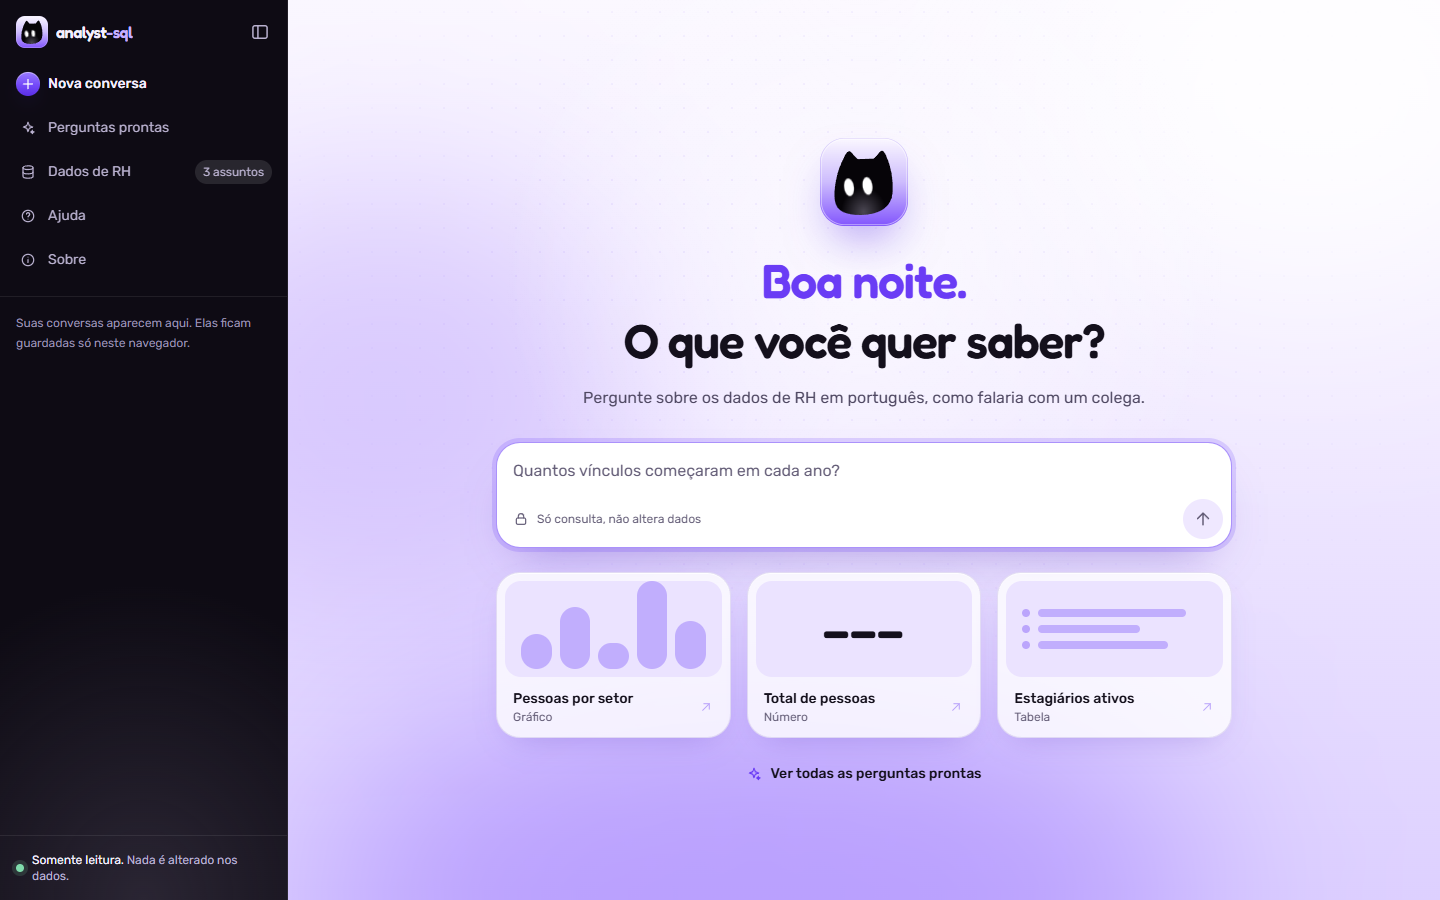 analyst-sql
Nova conversa
Perguntas prontas
Dados de RH
3 assuntos
Ajuda
Sobre
Suas conversas aparecem aqui. Elas ficam
guardadas só neste navegador.
Somente leitura. Nada é alterado nos
dados.
Boa noite.
O que você quer saber?
Pergunte sobre os dados de RH em português, como falaria com um colega.
Quantos vínculos começaram em cada ano?
Só consulta, não altera dados
Pessoas por setor
Gráfico
Total de pessoas
Número
Estagiários ativos
Tabela
Ver todas as perguntas prontas